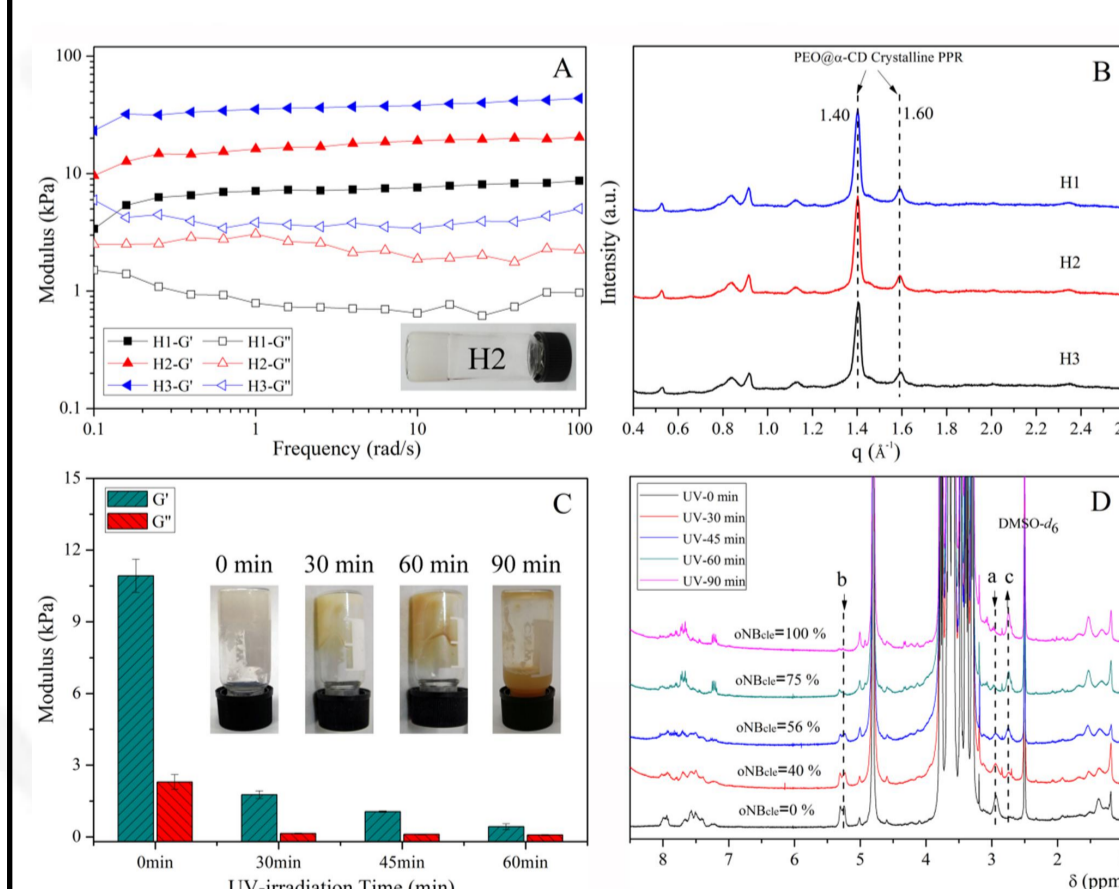 A
100
10
1
0.1
Modulus (kPa)
H1-G' H1-G"
H2-G' H2-G"
H3-G' H3-G"
H2
0.1 1 10 100
Frequency (rad/s)
B
PEO@α-CD Crystalline PPR
1.40 1.60
Intensity (a.u.)
H1
H2
H3
0.4 0.6 0.8 1.0 1.2 1.4 1.6 1.8 2.0 2.2 2.4
q (Å⁻¹)
C
15
12
9
6
3
0
Modulus (kPa)
G'
G"
0 min 30 min 60 min 90 min
0min 30min 45min 60min
UV-irradiation Time (min)
D
UV-0 min
UV-30 min
UV-45 min
UV-60 min
UV-90 min
DMSO-d6
b a c
oNBcle=100 %
oNBcle=75 %
oNBcle=56 %
oNBcle=40 %
oNBcle=0 %
8 7 6 5 4 3 2
δ (ppm